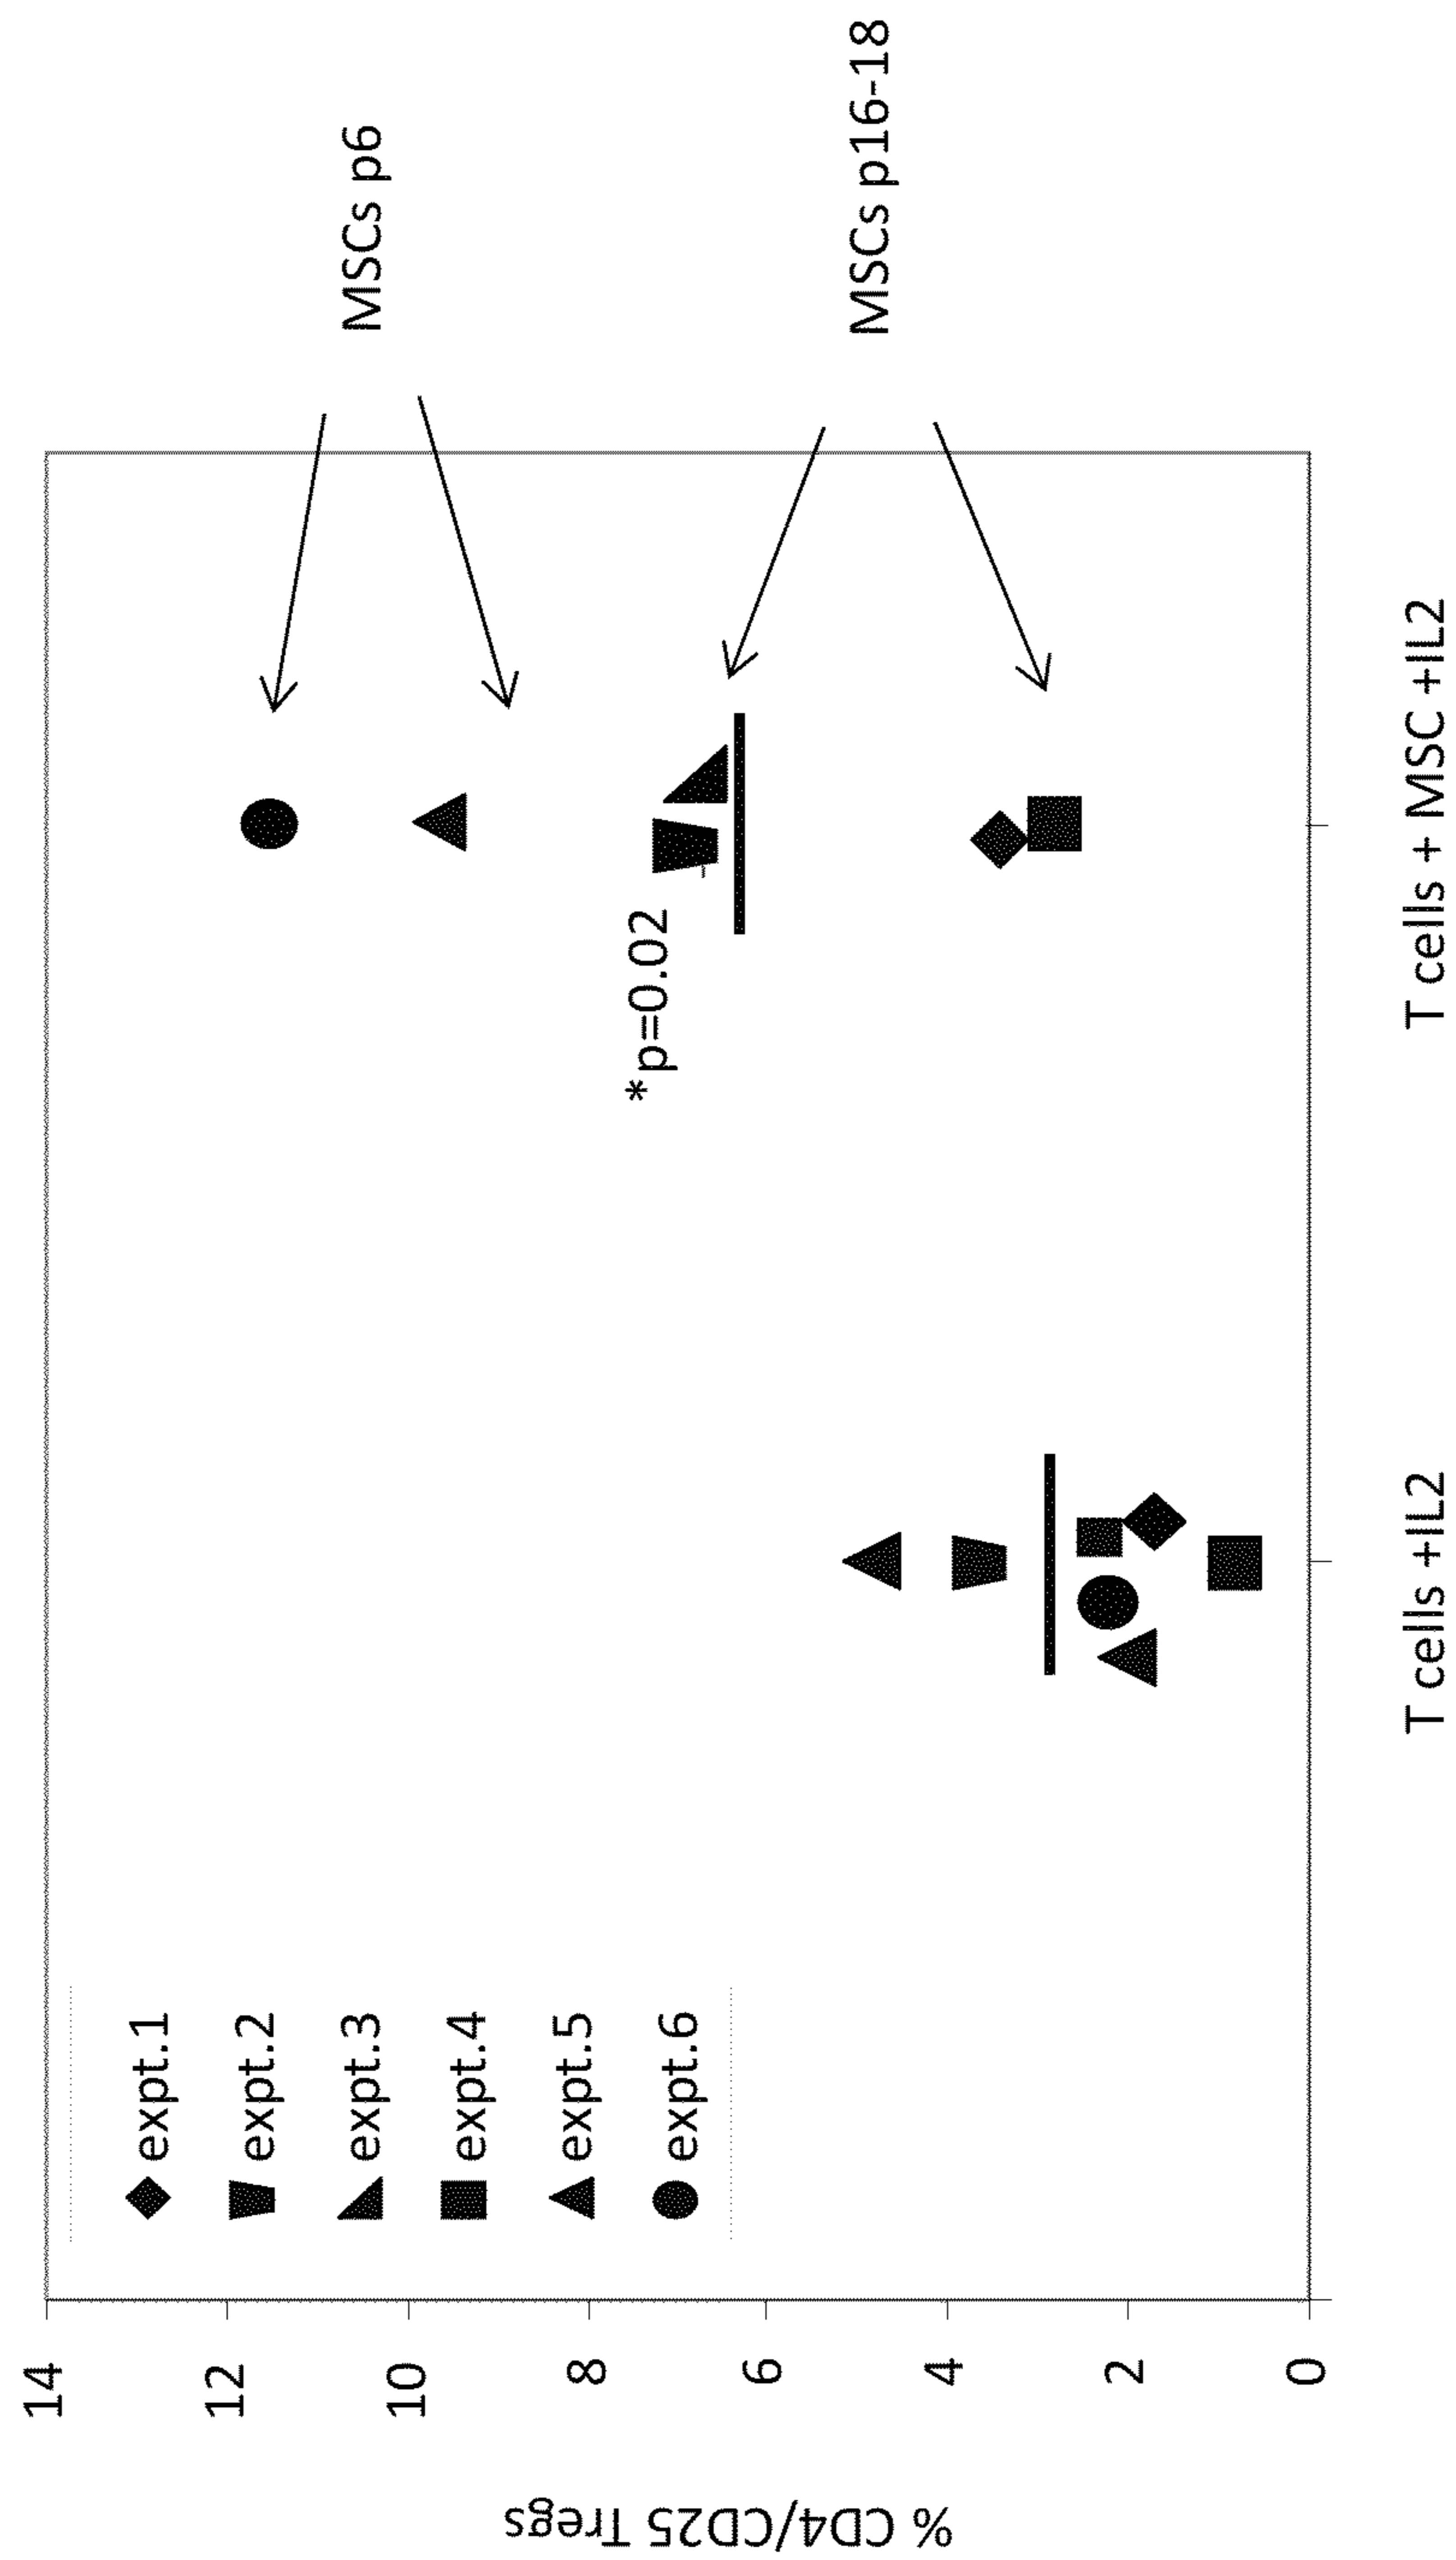 % CD4/CD25 Tregs
14
12
10
8
6
4
2
0
expt.1
expt.2
expt.3
expt.4
expt.5
expt.6
*p=0.02
MSCs p6
MSCs p16-18
T cells +IL2
T cells + MSC +IL2